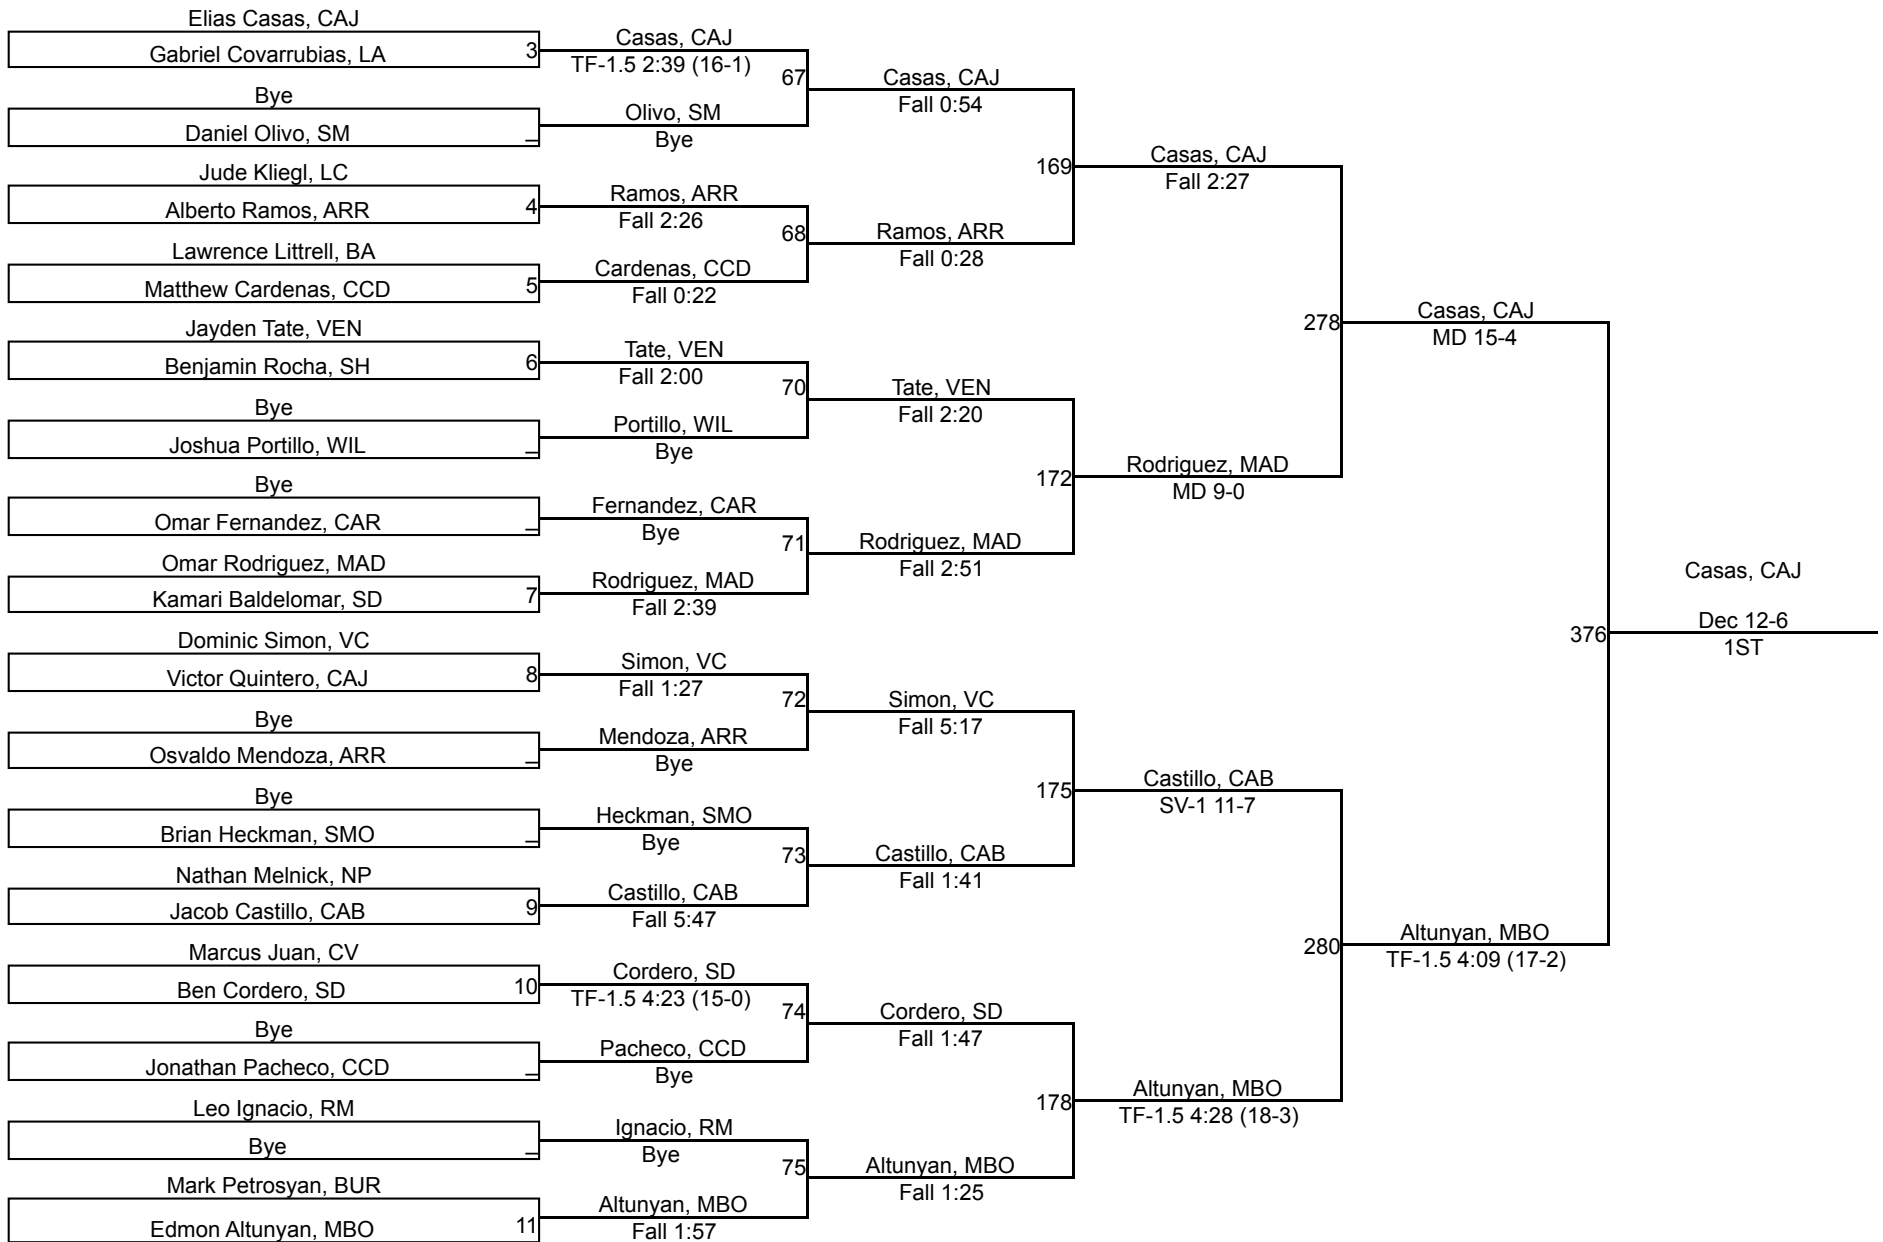 Elias Casas, CAJ
Gabriel Covarrubias, LA
3
Bye
Daniel Olivo, SM
_
Jude Kliegl, LC
Alberto Ramos, ARR
4
Lawrence Littrell, BA
Matthew Cardenas, CCD
5
Jayden Tate, VEN
Benjamin Rocha, SH
6
Bye
Joshua Portillo, WIL
_
Bye
Omar Fernandez, CAR
_
Omar Rodriguez, MAD
Kamari Baldelomar, SD
7
Dominic Simon, VC
Victor Quintero, CAJ
8
Bye
Osvaldo Mendoza, ARR
_
Bye
Brian Heckman, SMO
_
Nathan Melnick, NP
Jacob Castillo, CAB
9
Marcus Juan, CV
Ben Cordero, SD
10
Bye
Jonathan Pacheco, CCD
_
Leo Ignacio, RM
Bye
_
Mark Petrosyan, BUR
Edmon Altunyan, MBO
11
Casas, CAJ
TF-1.5 2:39 (16-1)
67
Olivo, SM
Bye
Ramos, ARR
Fall 2:26
68
Cardenas, CCD
Fall 0:22
Tate, VEN
Fall 2:00
70
Portillo, WIL
Bye
Fernandez, CAR
Bye
71
Rodriguez, MAD
Fall 2:39
Simon, VC
Fall 1:27
72
Mendoza, ARR
Bye
Heckman, SMO
Bye
73
Castillo, CAB
Fall 5:47
Cordero, SD
TF-1.5 4:23 (15-0)
74
Pacheco, CCD
Bye
Ignacio, RM
Bye
75
Altunyan, MBO
Fall 1:57
Casas, CAJ
Fall 0:54
169
Ramos, ARR
Fall 0:28
Tate, VEN
Fall 2:20
172
Rodriguez, MAD
Fall 2:51
Simon, VC
Fall 5:17
175
Castillo, CAB
Fall 1:41
Cordero, SD
Fall 1:47
178
Altunyan, MBO
Fall 1:25
Casas, CAJ
Fall 2:27
278
Rodriguez, MAD
MD 9-0
Castillo, CAB
SV-1 11-7
280
Altunyan, MBO
TF-1.5 4:28 (18-3)
Casas, CAJ
MD 15-4
376
Altunyan, MBO
TF-1.5 4:09 (17-2)
Casas, CAJ
Dec 12-6
1ST